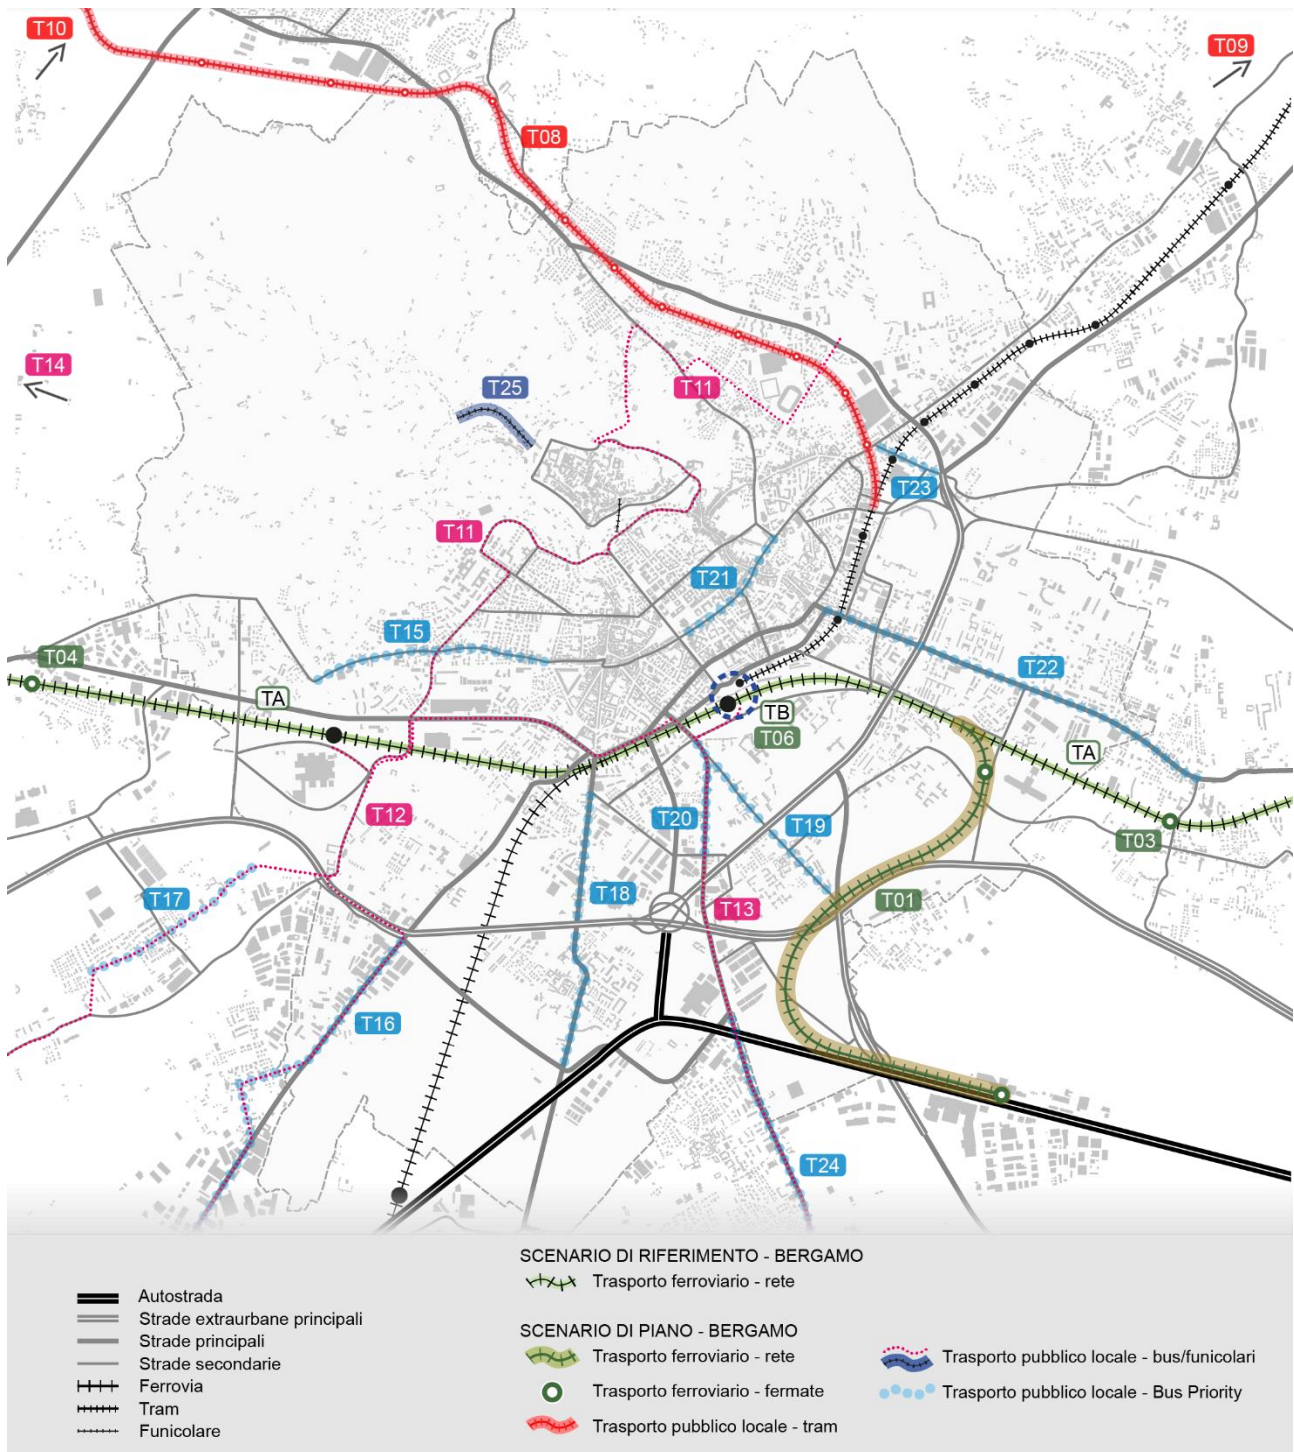 T10
T09
T08
T14
T25
T11
T23
T11
T21
T15
T04
TA
T22
TB
T06
TA
T12
T20
T19
T03
T17
T18
T13
T01
T16
T24
SCENARIO DI RIFERIMENTO - BERGAMO
Trasporto ferroviario - rete
Autostrada
Strade extraurbane principali
Strade principali
Strade secondarie
Ferrovia
Tram
Funicolare
SCENARIO DI PIANO - BERGAMO
Trasporto ferroviario - rete
Trasporto ferroviario - fermate
Trasporto pubblico locale - tram
Trasporto pubblico locale - bus/funicolari
Trasporto pubblico locale - Bus Priority